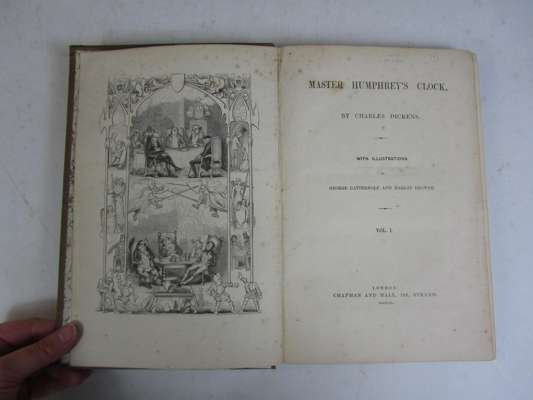 MASTER HUMPHREY'S CLOCK.
BY CHARLES DICKENS.
WITH ILLUSTRATIONS
GEORGE CATTERMOLE AND HABLOT BROWNE.
VOL. I.
LONDON:
CHAPMAN AND HALL, 186, STRAND.